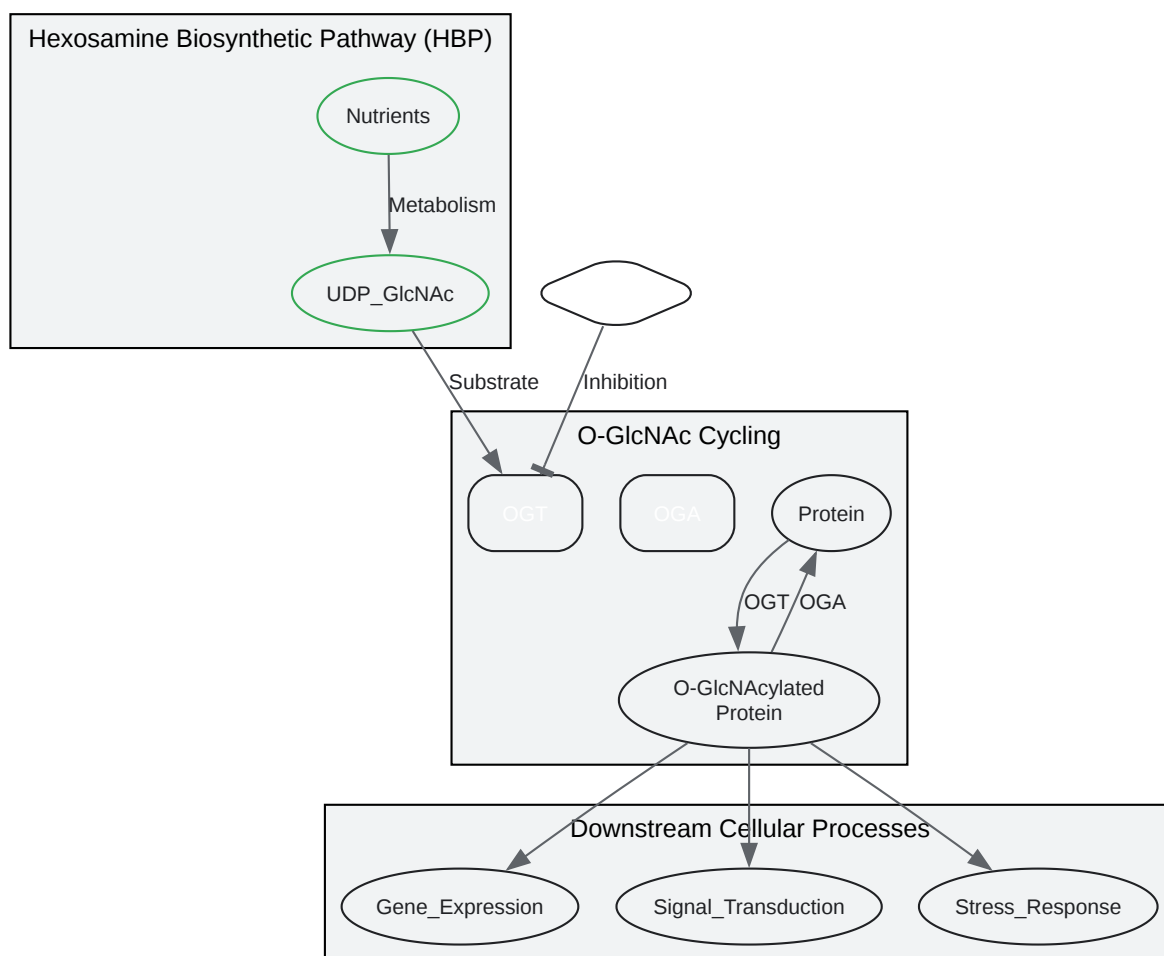 Hexosamine Biosynthetic Pathway (HBP)
Nutrients
Metabolism
UDP_GlcNAc
Substrate
Inhibition
O-GlcNAc Cycling
OGT
OGA
Protein
OGT
OGA
O-GlcNAcylated
Protein
Downstream Cellular Processes
Gene_Expression
Signal_Transduction
Stress_Response